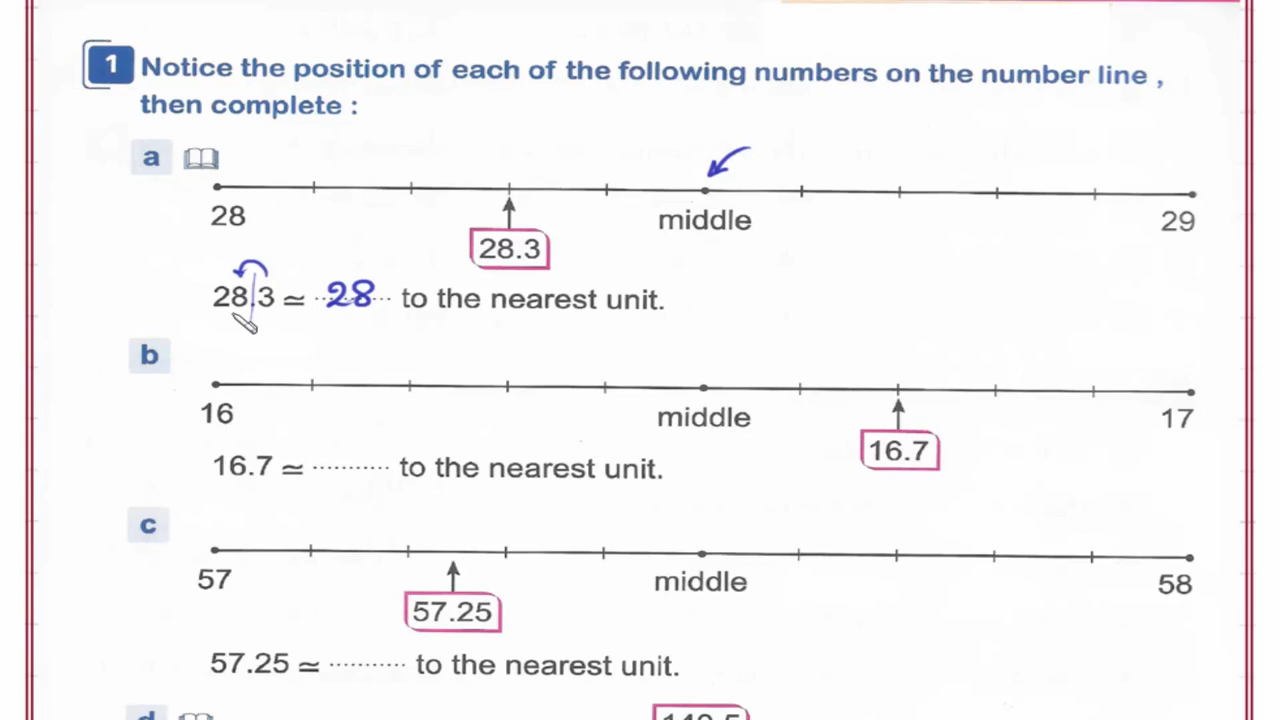 1 Notice the position of each of the following numbers on the number line ,
then complete :
a
28 middle 29
28.3
28.3 ≃ 28 to the nearest unit.
b
16 middle 17
16.7
16.7 ≃ .......... to the nearest unit.
c
57 middle 58
57.25
57.25 ≃ .......... to the nearest unit.
d